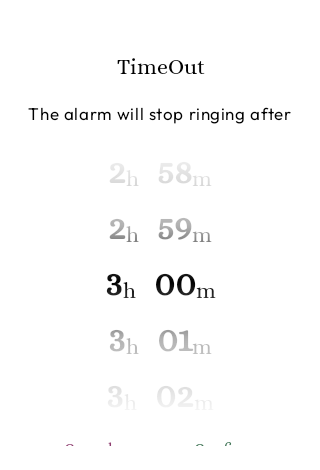 TimeOut
The alarm will stop ringing after
2h 58m
2h 59m
3h 00m
3h 01m
3h 02m